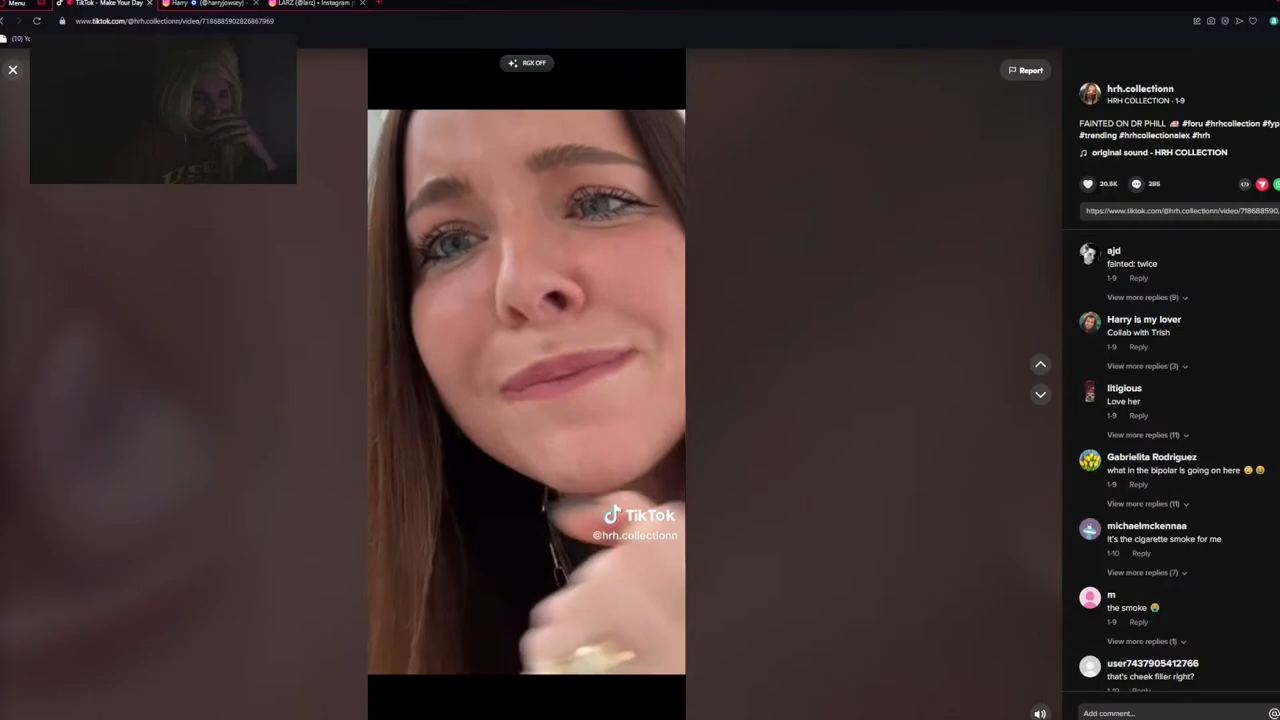 Menu
TikTok - Make Your Day
Harry
(@harryjowsey) -
LARZ (@larz) • Instagram p
www.tiktok.com/@hrh.collectionn/video/7186885902826867969
(10) Yo
RGX OFF
Report
hrh.collectionn
HRH COLLECTION · 1-9
FAINTED ON DR PHILL 🇺🇸 #foru #hrhcollection #fyp
#trending #hrhcollectionalex #hrh
original sound - HRH COLLECTION
20.5K
285
https://www.tiktok.com/@hrh.collectionn/video/718688590
ajd
fainted: twice
1-9 Reply
View more replies (9)
Harry is my lover
Collab with Trish
1-9 Reply
View more replies (3)
litigious
Love her
1-9 Reply
View more replies (11)
Gabrielita Rodriguez
what in the bipolar is going on here 😳😅
1-9 Reply
View more replies (11)
michaelmckennaa
It's the cigarette smoke for me
1-10 Reply
View more replies (7)
m
the smoke 😭
1-9 Reply
View more replies (1)
user7437905412766
that's cheek filler right?
1-10 Reply
Add comment...
TikTok
@hrh.collectionn